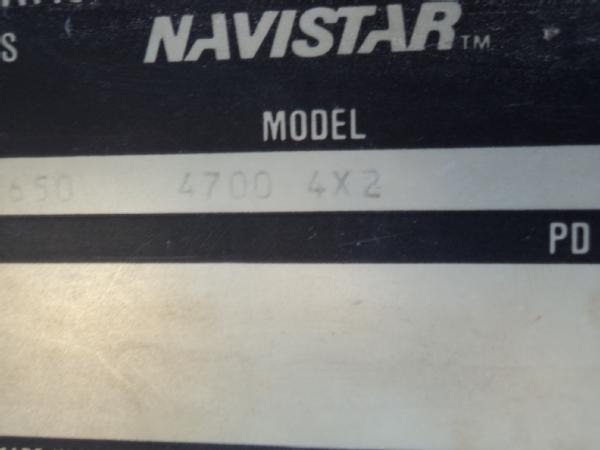 S NAVISTAR™
MODEL
650 4700 4X2
PD